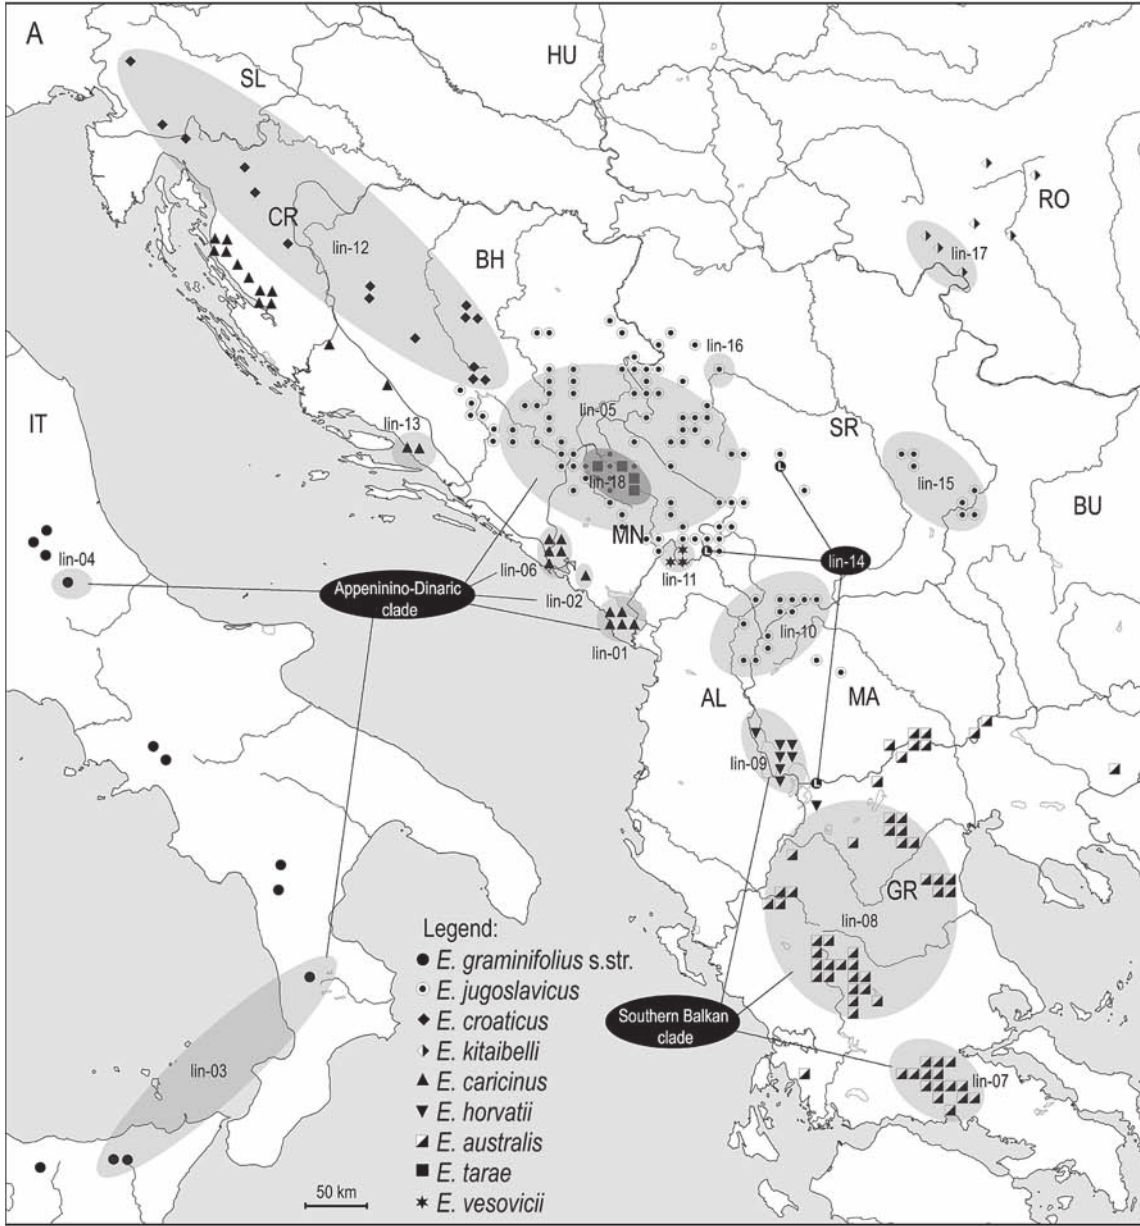 A
HU
SL
RO
CR
lin-12
BH
lin-17
lin-16
IT
lin-05
lin-13
SR
lin-18
lin-15
BU
MN
lin-04
lin-06
lin-11
lin-14
Appeninino-Dinaric
clade
lin-02
lin-01
lin-10
AL
MA
lin-09
L
L
L
GR
lin-08
Legend:
E. graminifolius s.str.
E. jugoslavicus
E. croaticus
E. kitaibelli
E. caricinus
E. horvatii
E. australis
E. tarae
E. vesovicii
Southern Balkan
clade
lin-03
lin-07
50 km